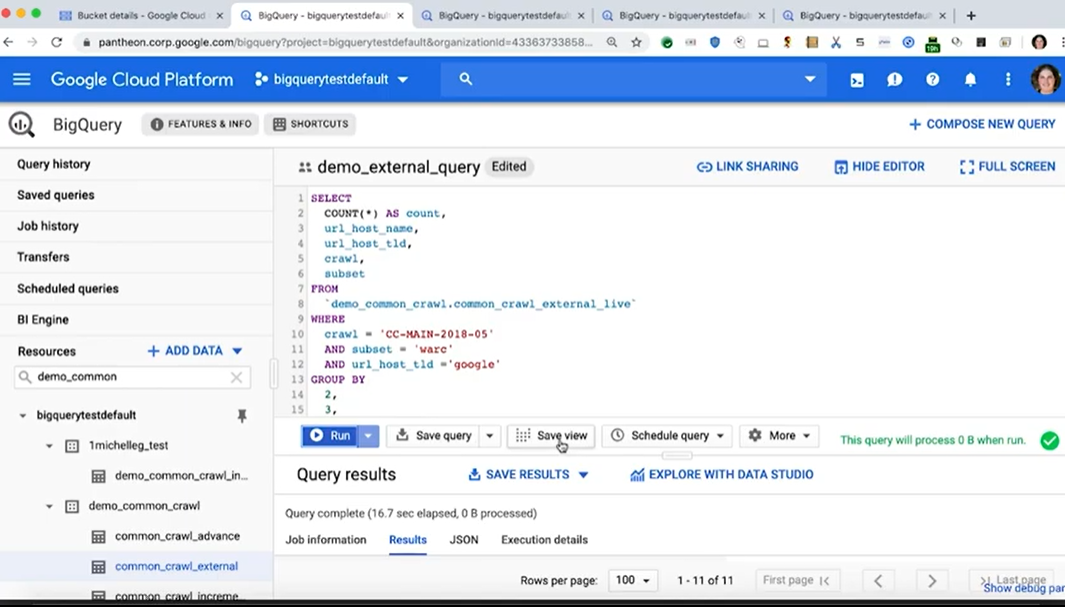 Bucket details - Google Cloud
BigQuery - bigquerytestdefault
BigQuery - bigquerytestdefault
BigQuery - bigquerytestdefault
BigQuery - bigquerytestdefault
pantheon.corp.google.com/bigquery?project=bigquerytestdefault&organizationId=43363733858...
19h
Google Cloud Platform
bigquerytestdefault
BigQuery
FEATURES & INFO
SHORTCUTS
+ COMPOSE NEW QUERY
Query history
Saved queries
Job history
Transfers
Scheduled queries
BI Engine
Resources
+ ADD DATA
demo_common
bigquerytestdefault
1michelleg_test
demo_common_crawl_in...
demo_common_crawl
common_crawl_advance
common_crawl_external
common_crawl_increme...
demo_external_query Edited
LINK SHARING
HIDE EDITOR
FULL SCREEN
1 SELECT
2 COUNT(*) AS count,
3 url_host_name,
4 url_host_tld,
5 crawl,
6 subset
7 FROM
8 `demo_common_crawl.common_crawl_external_live`
9 WHERE
10 crawl = 'CC-MAIN-2018-05'
11 AND subset = 'warc'
12 AND url_host_tld ='google'
13 GROUP BY
14 2,
15 3,
Run
Save query
Save view
Schedule query
More
This query will process 0 B when run.
Query results
SAVE RESULTS
EXPLORE WITH DATA STUDIO
Query complete (16.7 sec elapsed, 0 B processed)
Job information Results JSON Execution details
Rows per page: 100 1 - 11 of 11 First page Last page
Show debug pan